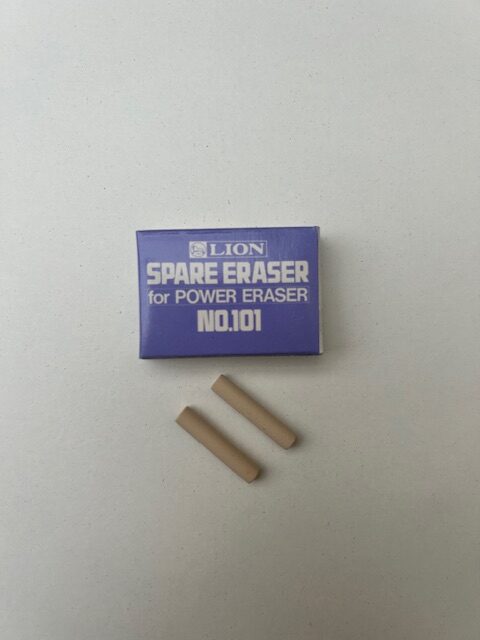 LION
SPARE ERASER
for POWER ERASER
NO.101